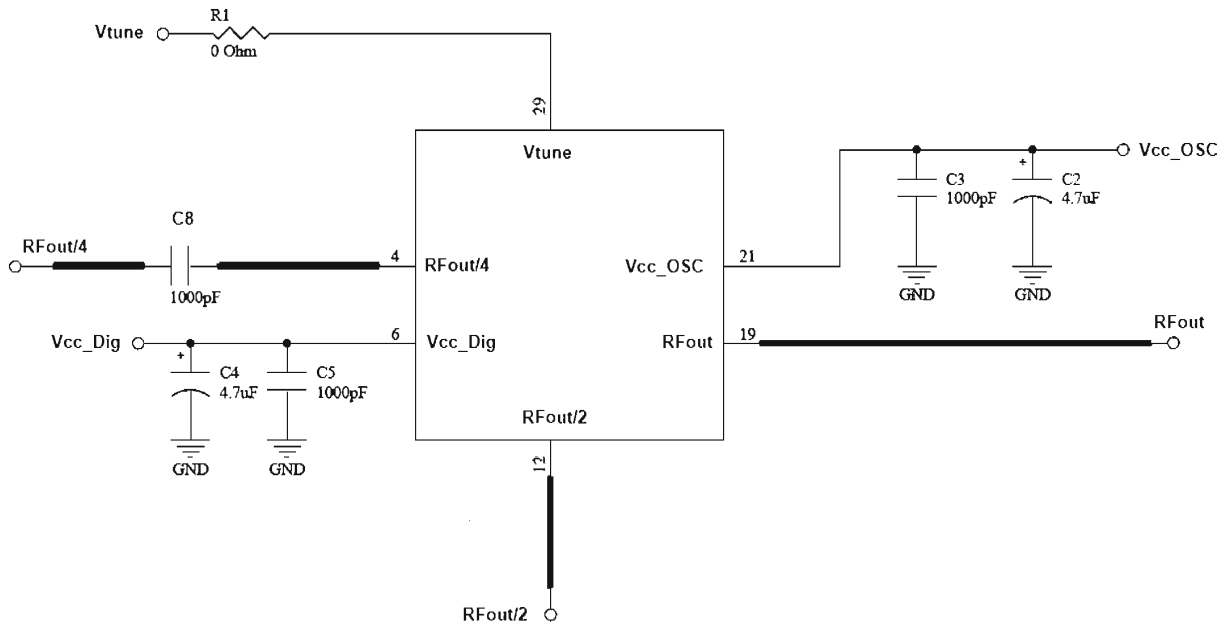 R1
Vtune
0 Ohm
29
Vtune
Vcc_OSC
C3
1000pF
C2
4.7uF
C8
RFout/4
1000pF
4
RFout/4
Vcc_OSC
21
GND
GND
Vcc_Dig
6
Vcc_Dig
RFout
19
RFout
+
C4
4.7uF
C5
1000pF
+
GND
GND
RFout/2
12
RFout/2